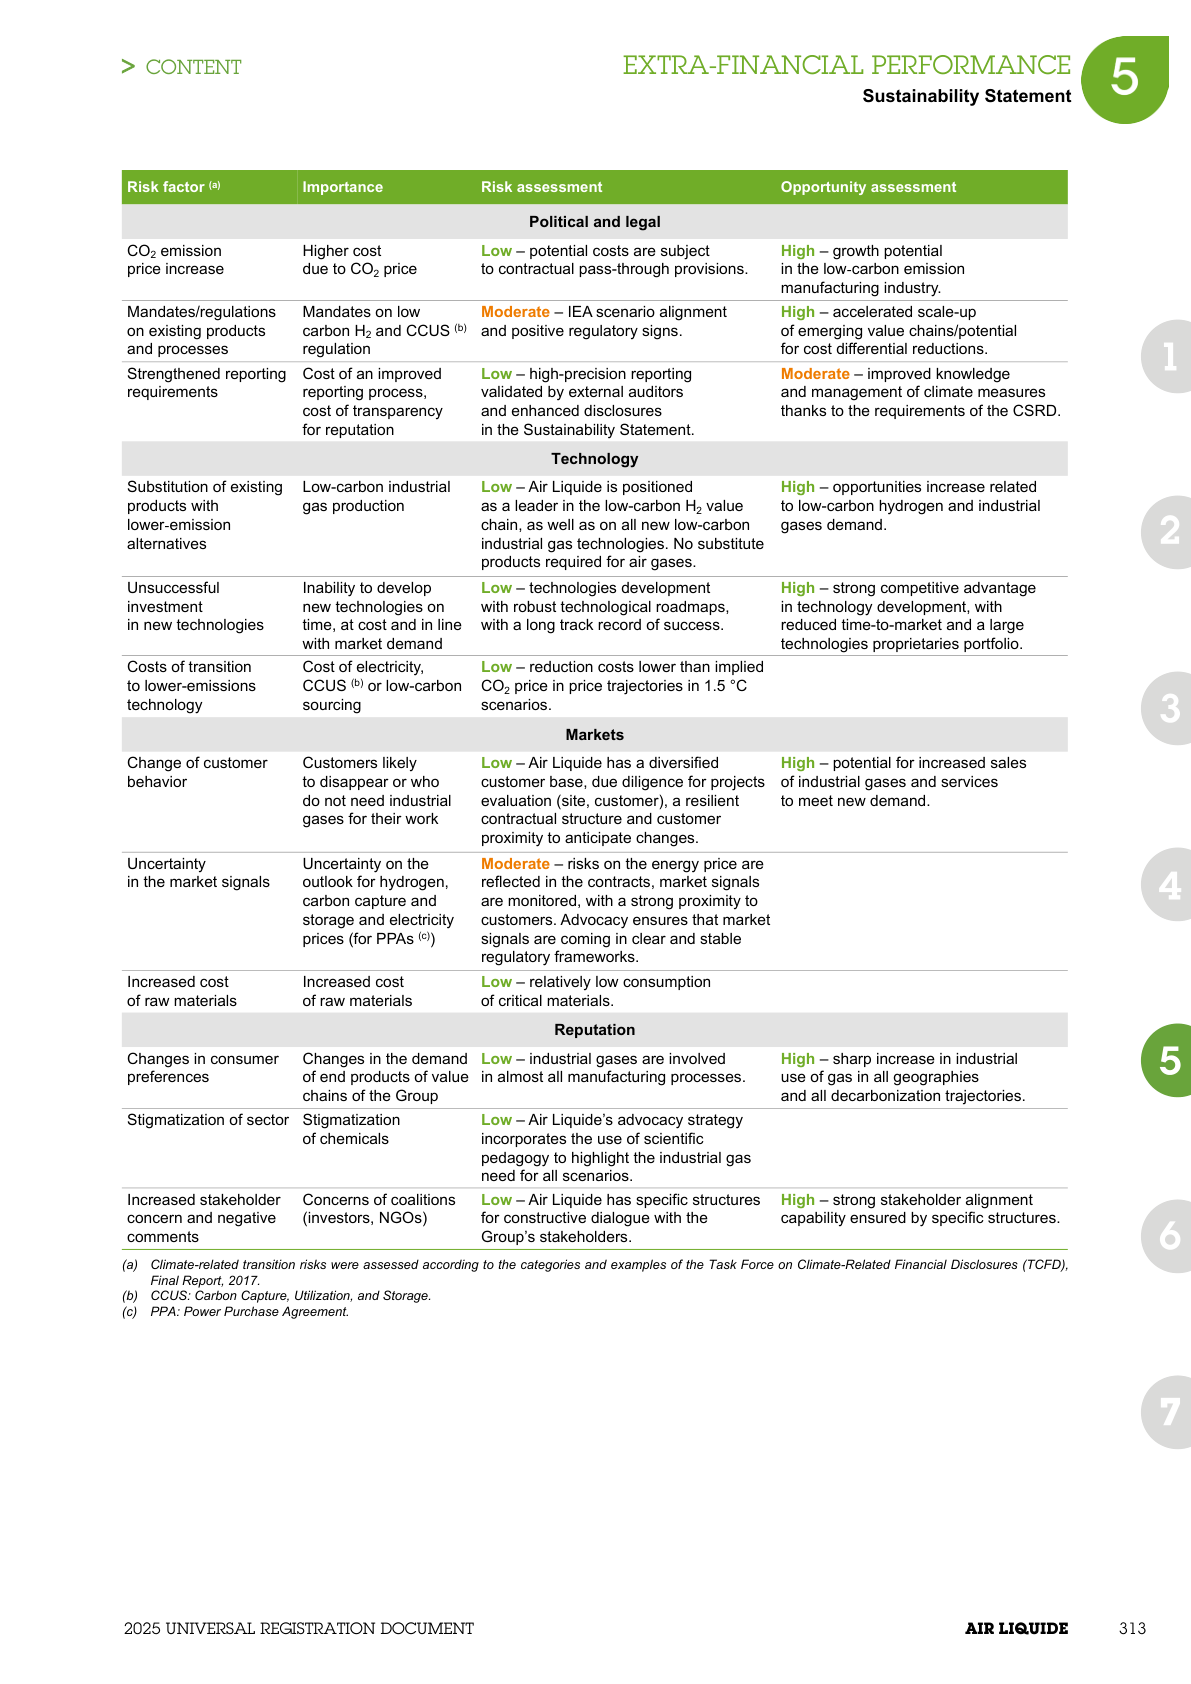 > CONTENT
EXTRA-FINANCIAL PERFORMANCE
Sustainability Statement
5
Risk factor (a) Importance Risk assessment Opportunity assessment
Political and legal
CO2 emission
price increase
Higher cost
due to CO2 price
Low – potential costs are subject
to contractual pass-through provisions.
High – growth potential
in the low-carbon emission
manufacturing industry.
Mandates/regulations
on existing products
and processes
Mandates on low
carbon H2 and CCUS (b)
regulation
Moderate – IEA scenario alignment
and positive regulatory signs.
High – accelerated scale-up
of emerging value chains/potential
for cost differential reductions.
Strengthened reporting
requirements
Cost of an improved
reporting process,
cost of transparency
for reputation
Low – high-precision reporting
validated by external auditors
and enhanced disclosures
in the Sustainability Statement.
Moderate – improved knowledge
and management of climate measures
thanks to the requirements of the CSRD.
Technology
Substitution of existing
products with
lower-emission
alternatives
Low-carbon industrial
gas production
Low – Air Liquide is positioned
as a leader in the low-carbon H2 value
chain, as well as on all new low-carbon
industrial gas technologies. No substitute
products required for air gases.
High – opportunities increase related
to low-carbon hydrogen and industrial
gases demand.
Unsuccessful
investment
in new technologies
Inability to develop
new technologies on
time, at cost and in line
with market demand
Low – technologies development
with robust technological roadmaps,
with a long track record of success.
High – strong competitive advantage
in technology development, with
reduced time-to-market and a large
technologies proprietaries portfolio.
Costs of transition
to lower-emissions
technology
Cost of electricity,
CCUS (b) or low-carbon
sourcing
Low – reduction costs lower than implied
CO2 price in price trajectories in 1.5 °C
scenarios.
Markets
Change of customer
behavior
Customers likely
to disappear or who
do not need industrial
gases for their work
Low – Air Liquide has a diversified
customer base, due diligence for projects
evaluation (site, customer), a resilient
contractual structure and customer
proximity to anticipate changes.
High – potential for increased sales
of industrial gases and services
to meet new demand.
Uncertainty
in the market signals
Uncertainty on the
outlook for hydrogen,
carbon capture and
storage and electricity
prices (for PPAs (c))
Moderate – risks on the energy price are
reflected in the contracts, market signals
are monitored, with a strong proximity to
customers. Advocacy ensures that market
signals are coming in clear and stable
regulatory frameworks.
Increased cost
of raw materials
Increased cost
of raw materials
Low – relatively low consumption
of critical materials.
Reputation
Changes in consumer
preferences
Changes in the demand
of end products of value
chains of the Group
Low – industrial gases are involved
in almost all manufacturing processes.
High – sharp increase in industrial
use of gas in all geographies
and all decarbonization trajectories.
Stigmatization of sector
Stigmatization
of chemicals
Low – Air Liquide’s advocacy strategy
incorporates the use of scientific
pedagogy to highlight the industrial gas
need for all scenarios.
Increased stakeholder
concern and negative
comments
Concerns of coalitions
(investors, NGOs)
Low – Air Liquide has specific structures
for constructive dialogue with the
Group’s stakeholders.
High – strong stakeholder alignment
capability ensured by specific structures.
(a) Climate-related transition risks were assessed according to the categories and examples of the Task Force on Climate-Related Financial Disclosures (TCFD),
Final Report, 2017.
(b) CCUS: Carbon Capture, Utilization, and Storage.
(c) PPA: Power Purchase Agreement.
1
2
3
4
5
6
7
2025 UNIVERSAL REGISTRATION DOCUMENT
AIR LIQUIDE
313